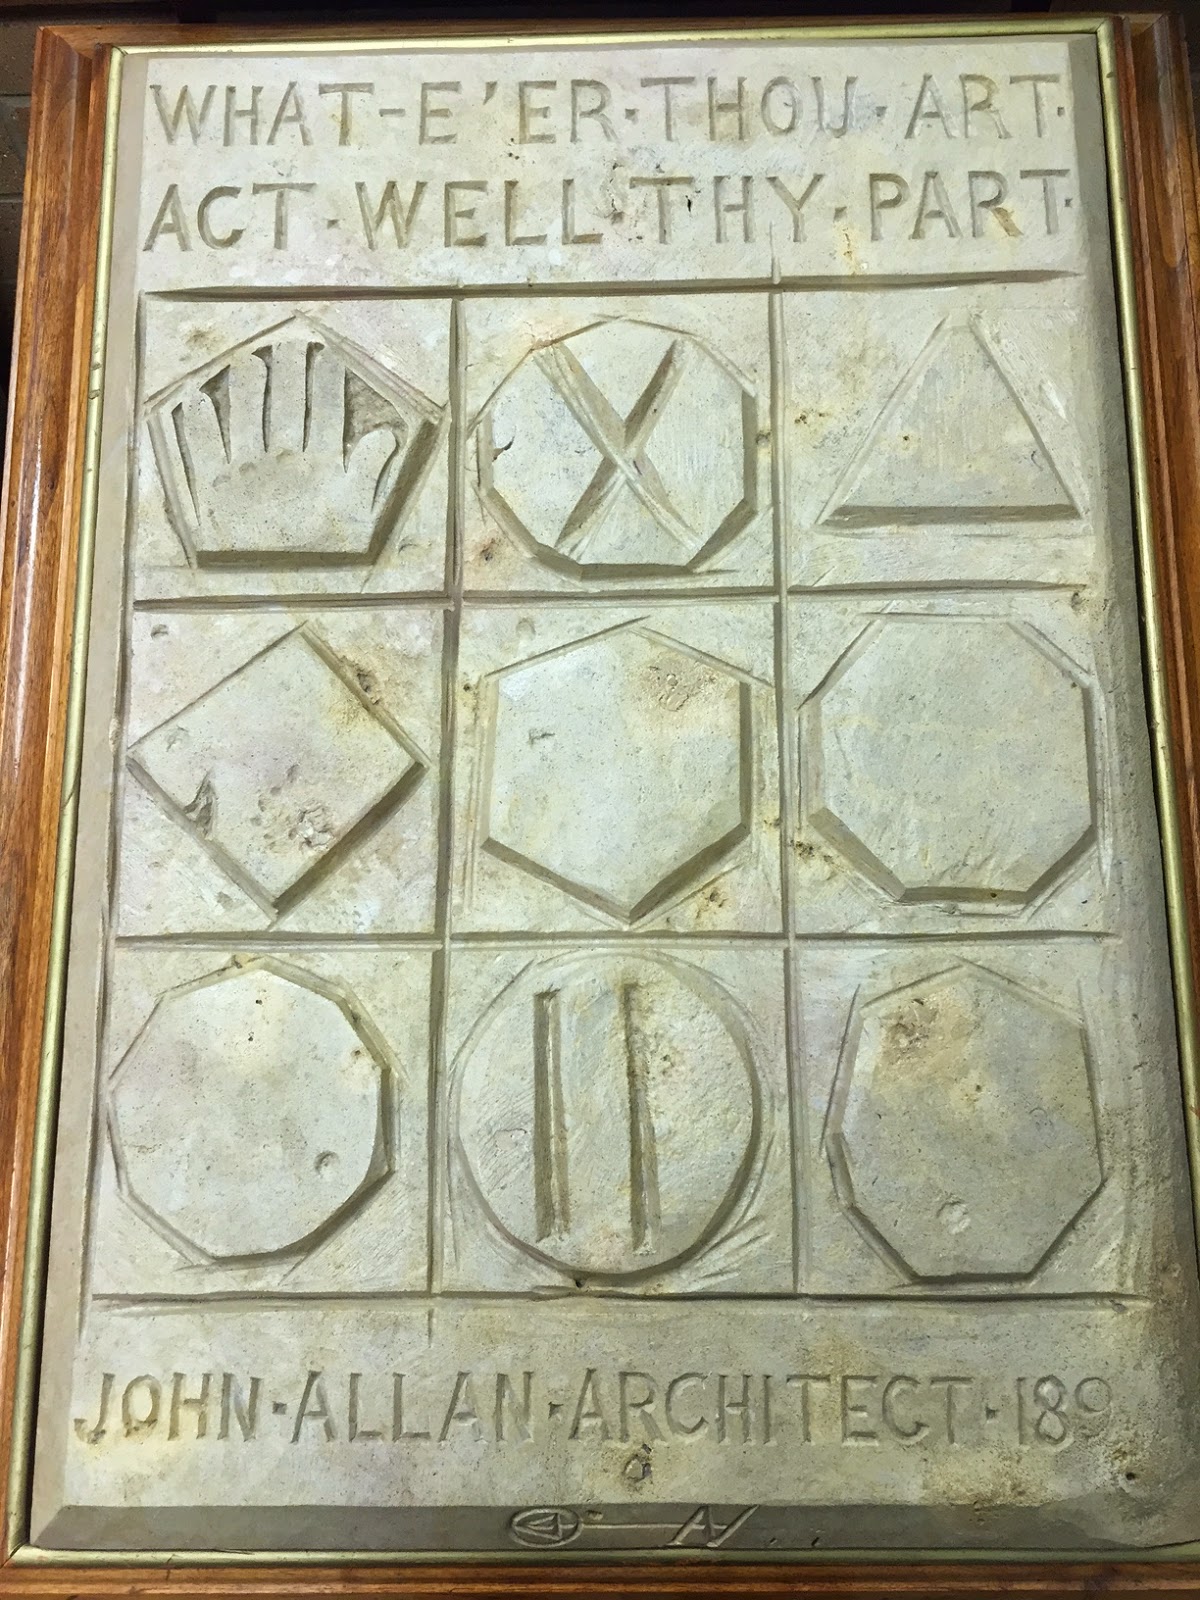 WHAT-E'ER·THOU·ART·
ACT·WELL·THY·PART·
JOHN·ALLAN·ARCHITECT·189